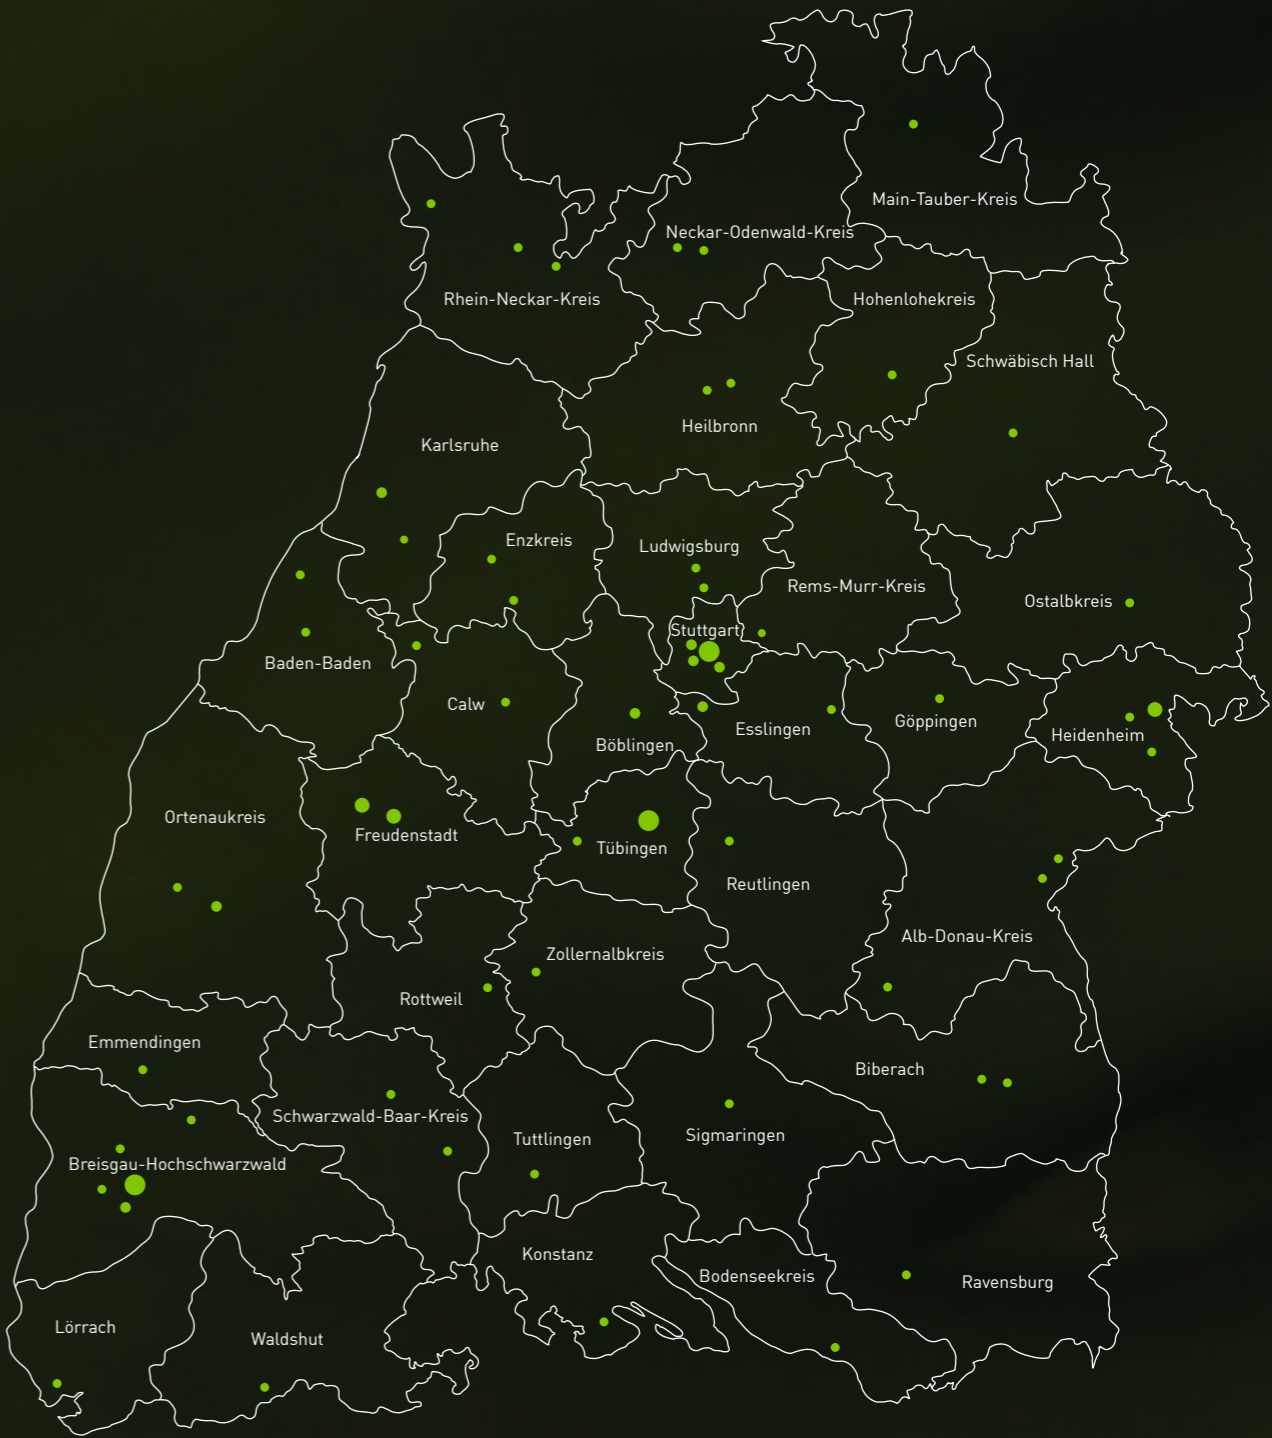 Main-Tauber-Kreis
Neckar-Odenwald-Kreis
Rhein-Neckar-Kreis
Hohenlohekreis
Schwäbisch Hall
Heilbronn
Karlsruhe
Enzkreis
Ludwigsburg
Rems-Murr-Kreis
Ostalbkreis
Stuttgart
Baden-Baden
Calw
Böblingen
Esslingen
Göppingen
Heidenheim
Ortenaukreis
Freudenstadt
Tübingen
Reutlingen
Alb-Donau-Kreis
Zollernalbkreis
Rottweil
Emmendingen
Biberach
Schwarzwald-Baar-Kreis
Tuttlingen
Sigmaringen
Breisgau-Hochschwarzwald
Konstanz
Bodenseekreis
Ravensburg
Lörrach
Waldshut